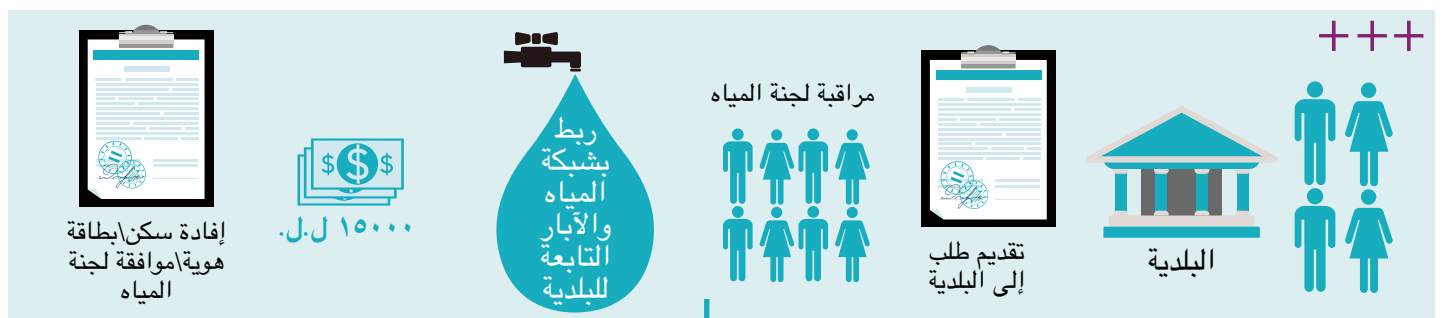 +++
البلدية
تقديم طلب
إلى البلدية
مراقبة لجنة المياه
ربط
بشبكة
المياه
والآبار
التابعة
للبلدية
$ $ $
١٥٠٠٠ ل.ل.
إفادة سكن\بطاقة
هوية\موافقة لجنة
المياه